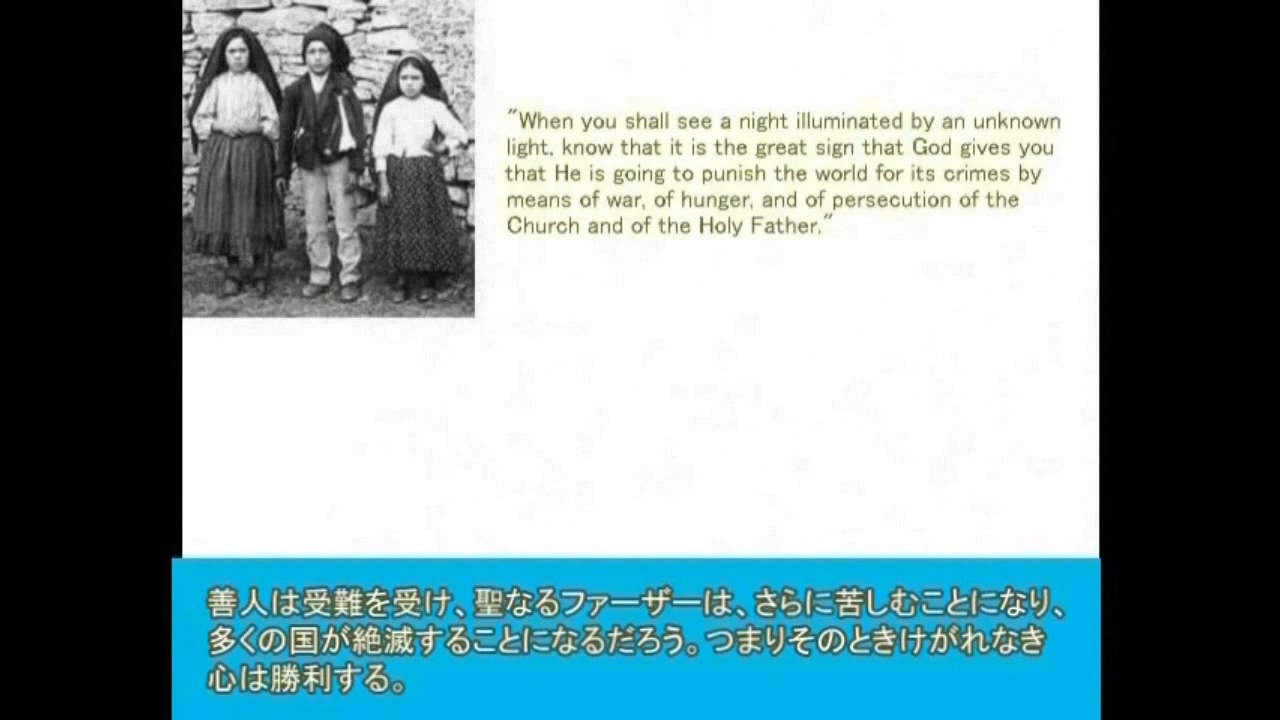 "When you shall see a night illuminated by an unknown
light, know that it is the great sign that God gives you
that He is going to punish the world for its crimes by
means of war, of hunger, and of persecution of the
Church and of the Holy Father."
善人は受難を受け、聖なるファーザーは、さらに苦しむことになり、
多くの国が絶滅することになるだろう。つまりそのときけがれなき
心は勝利する。